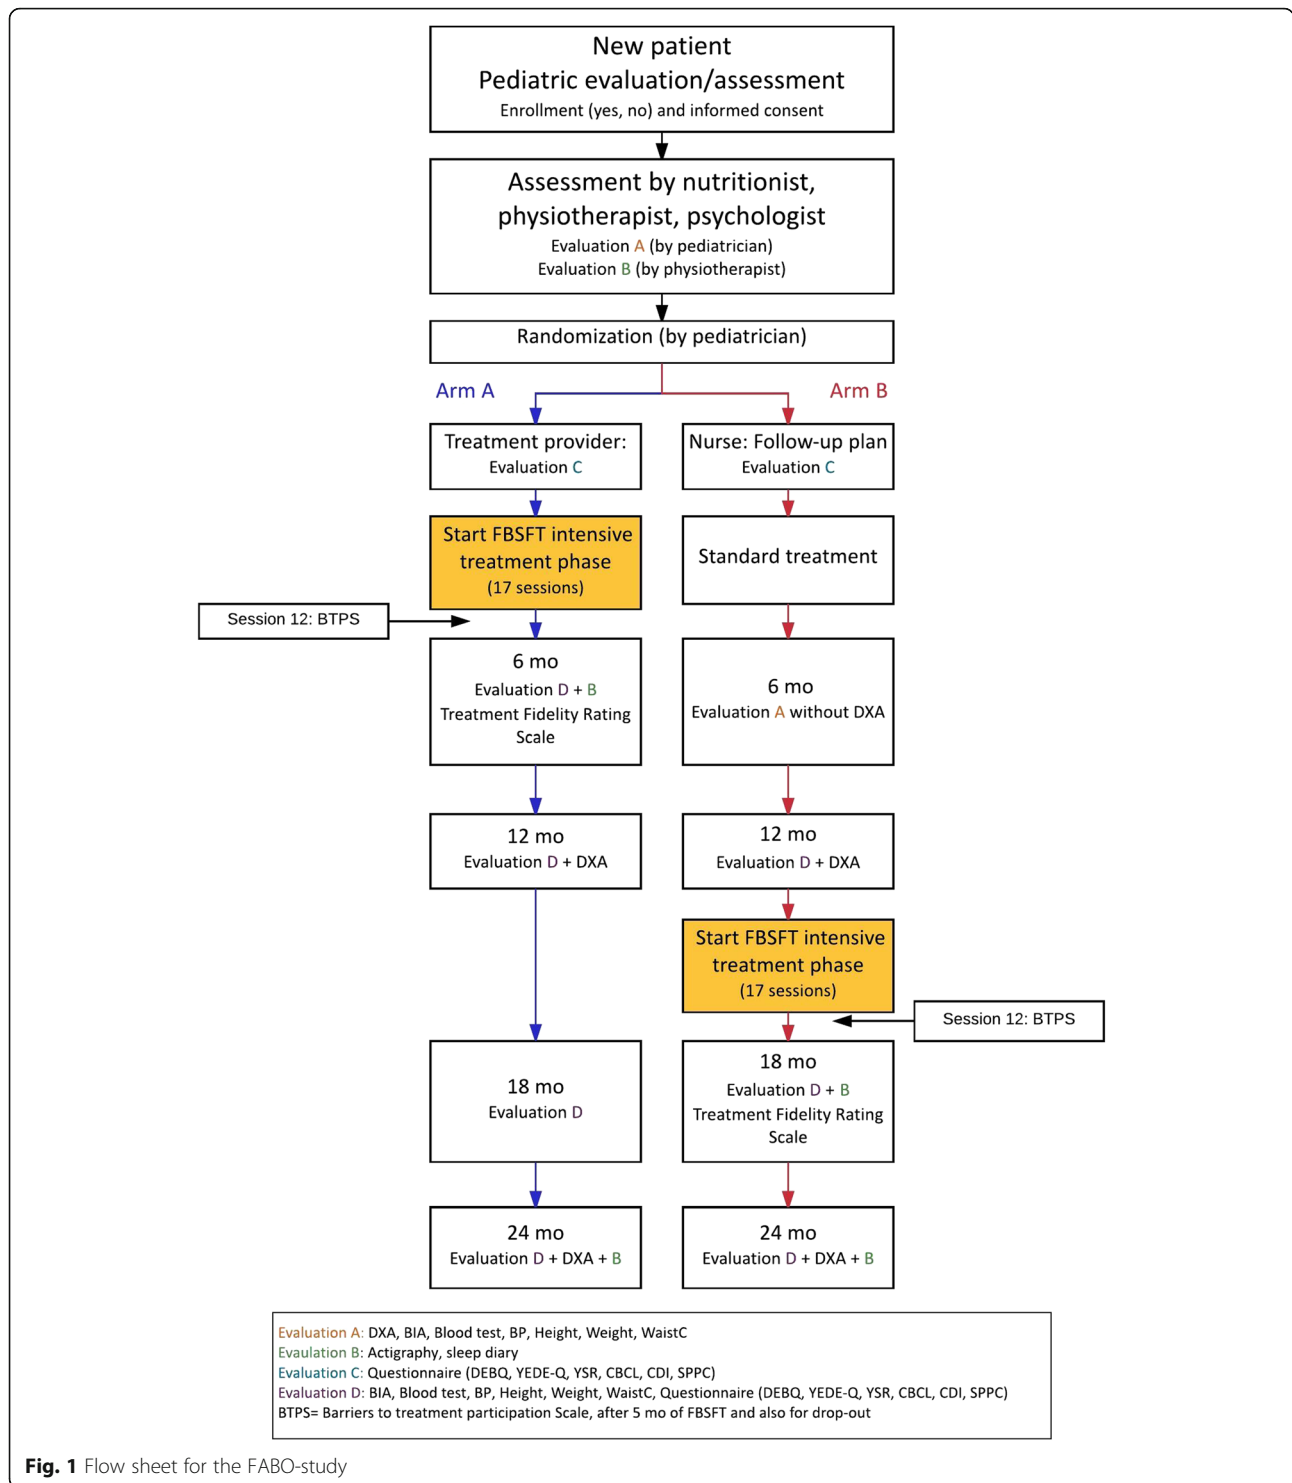 New patient
Pediatric evaluation/assessment
Enrollment (yes, no) and informed consent
Assessment by nutritionist,
physiotherapist, psychologist
Evaluation A (by pediatrician)
Evaluation B (by physiotherapist)
Randomization (by pediatrician)
Arm A
Arm B
Treatment provider:
Evaluation C
Nurse: Follow-up plan
Evaluation C
Start FBSFT intensive
treatment phase
(17 sessions)
Standard treatment
Session 12: BTPS
6 mo
Evaluation D + B
Treatment Fidelity Rating
Scale
6 mo
Evaluation A without DXA
12 mo
Evaluation D + DXA
12 mo
Evaluation D + DXA
Start FBSFT intensive
treatment phase
(17 sessions)
Session 12: BTPS
18 mo
Evaluation D
18 mo
Evaluation D + B
Treatment Fidelity Rating
Scale
24 mo
Evaluation D + DXA + B
24 mo
Evaluation D + DXA + B
Evaluation A: DXA, BIA, Blood test, BP, Height, Weight, WaistC
Evaulation B: Actigraphy, sleep diary
Evaluation C: Questionnaire (DEBQ, YEDE-Q, YSR, CBCL, CDI, SPPC)
Evaluation D: BIA, Blood test, BP, Height, Weight, WaistC, Questionnaire (DEBQ, YEDE-Q, YSR, CBCL, CDI, SPPC)
BTPS= Barriers to treatment participation Scale, after 5 mo of FBSFT and also for drop-out
Fig. 1 Flow sheet for the FABO-study